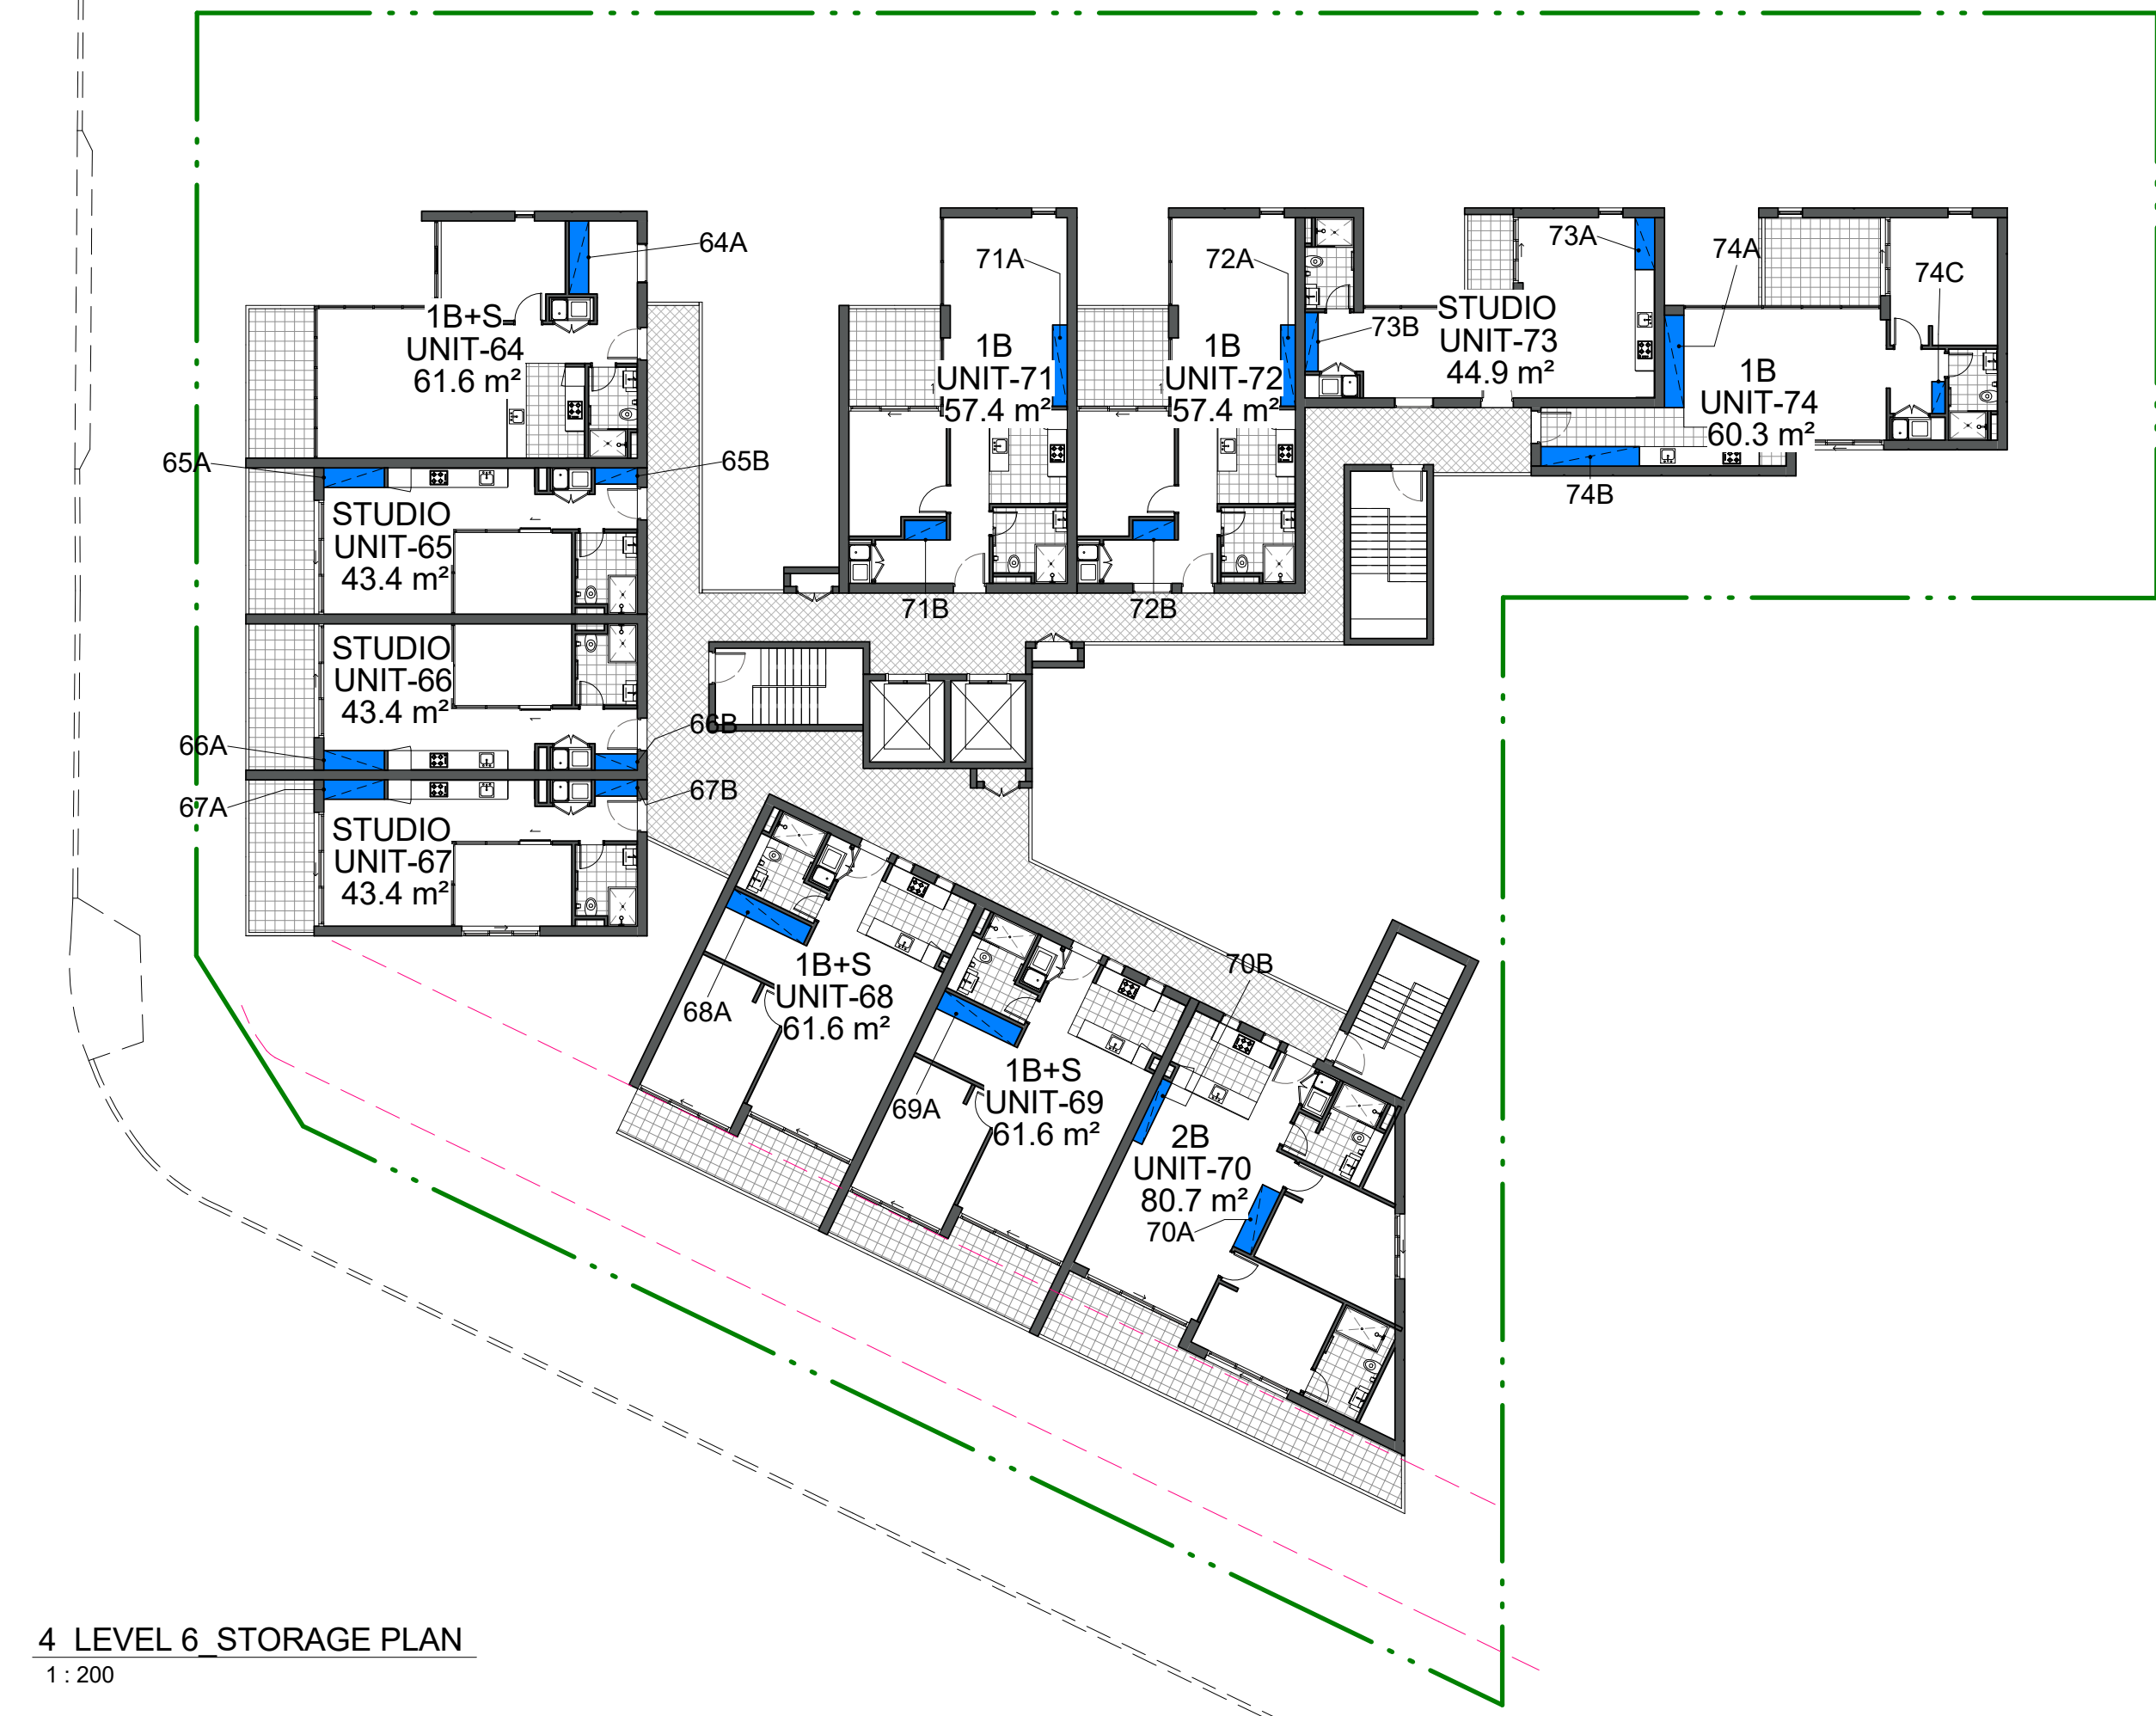 64A
1B+S
UNIT-64
61.6 m²
65A
65B
STUDIO
UNIT-65
43.4 m²
STUDIO
UNIT-66
43.4 m²
66A
66B
67A
67B
STUDIO
UNIT-67
43.4 m²
71A
1B
UNIT-71
57.4 m²
71B
72A
1B
UNIT-72
57.4 m²
72B
73A
73B
STUDIO
UNIT-73
44.9 m²
74A
74C
1B
UNIT-74
60.3 m²
74B
68A
1B+S
UNIT-68
61.6 m²
69A
1B+S
UNIT-69
61.6 m²
70B
2B
UNIT-70
80.7 m²
70A
4 LEVEL 6_STORAGE PLAN
1 : 200